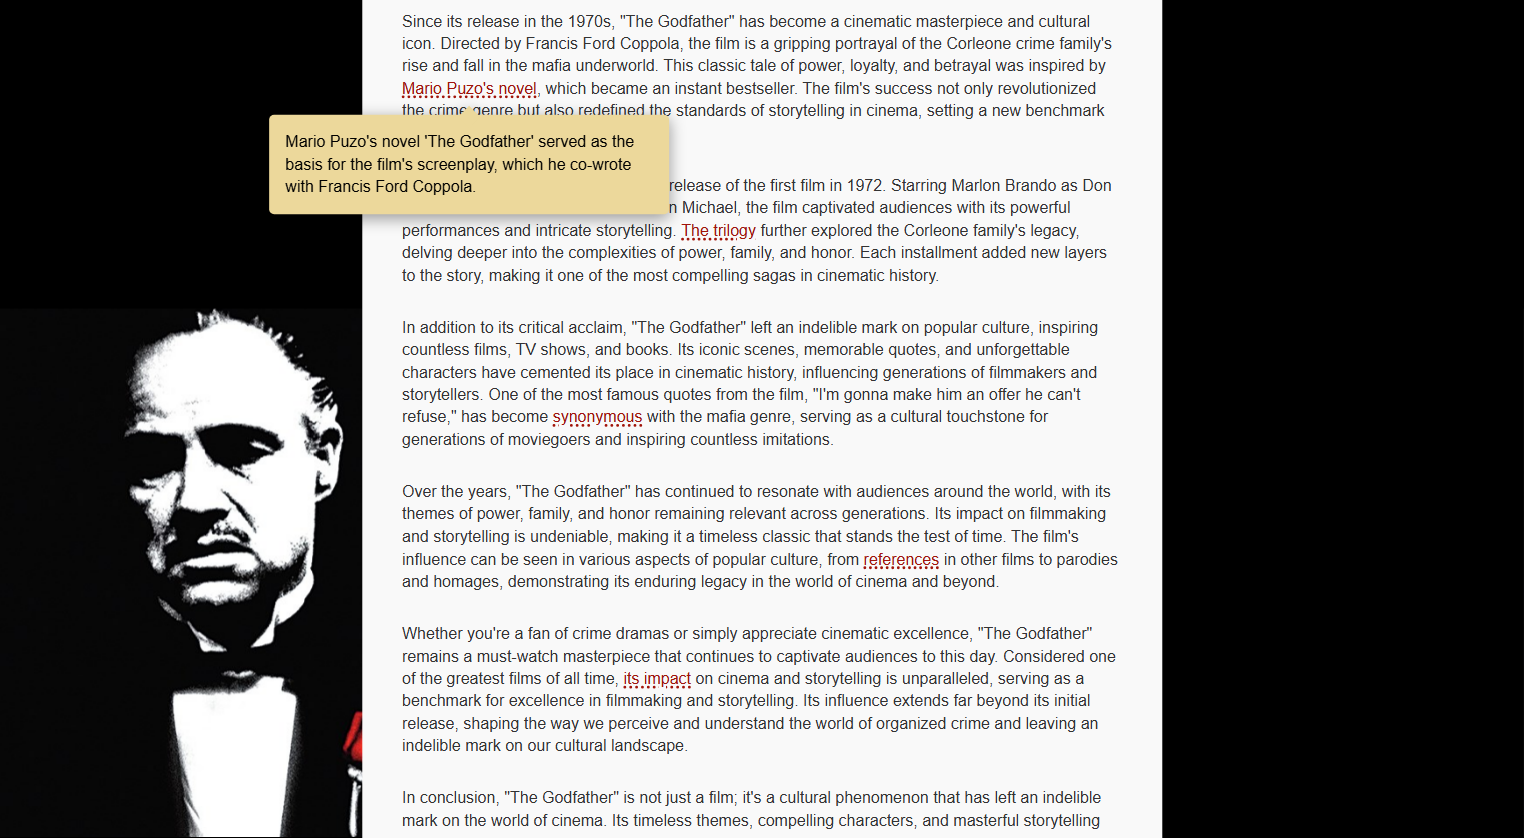 Since its release in the 1970s, "The Godfather" has become a cinematic masterpiece and cultural
icon. Directed by Francis Ford Coppola, the film is a gripping portrayal of the Corleone crime family's
rise and fall in the mafia underworld. This classic tale of power, loyalty, and betrayal was inspired by
Mario Puzo's novel, which became an instant bestseller. The film's success not only revolutionized
the crime genre but also redefined the standards of storytelling in cinema, setting a new benchmark
Mario Puzo's novel 'The Godfather' served as the
basis for the film's screenplay, which he co-wrote
with Francis Ford Coppola.
release of the first film in 1972. Starring Marlon Brando as Don
Michael, the film captivated audiences with its powerful
performances and intricate storytelling. The trilogy further explored the Corleone family's legacy,
delving deeper into the complexities of power, family, and honor. Each installment added new layers
to the story, making it one of the most compelling sagas in cinematic history.
In addition to its critical acclaim, "The Godfather" left an indelible mark on popular culture, inspiring
countless films, TV shows, and books. Its iconic scenes, memorable quotes, and unforgettable
characters have cemented its place in cinematic history, influencing generations of filmmakers and
storytellers. One of the most famous quotes from the film, "I'm gonna make him an offer he can't
refuse," has become synonymous with the mafia genre, serving as a cultural touchstone for
generations of moviegoers and inspiring countless imitations.
Over the years, "The Godfather" has continued to resonate with audiences around the world, with its
themes of power, family, and honor remaining relevant across generations. Its impact on filmmaking
and storytelling is undeniable, making it a timeless classic that stands the test of time. The film's
influence can be seen in various aspects of popular culture, from references in other films to parodies
and homages, demonstrating its enduring legacy in the world of cinema and beyond.
Whether you're a fan of crime dramas or simply appreciate cinematic excellence, "The Godfather"
remains a must-watch masterpiece that continues to captivate audiences to this day. Considered one
of the greatest films of all time, its impact on cinema and storytelling is unparalleled, serving as a
benchmark for excellence in filmmaking and storytelling. Its influence extends far beyond its initial
release, shaping the way we perceive and understand the world of organized crime and leaving an
indelible mark on our cultural landscape.
In conclusion, "The Godfather" is not just a film; it's a cultural phenomenon that has left an indelible
mark on the world of cinema. Its timeless themes, compelling characters, and masterful storytelling